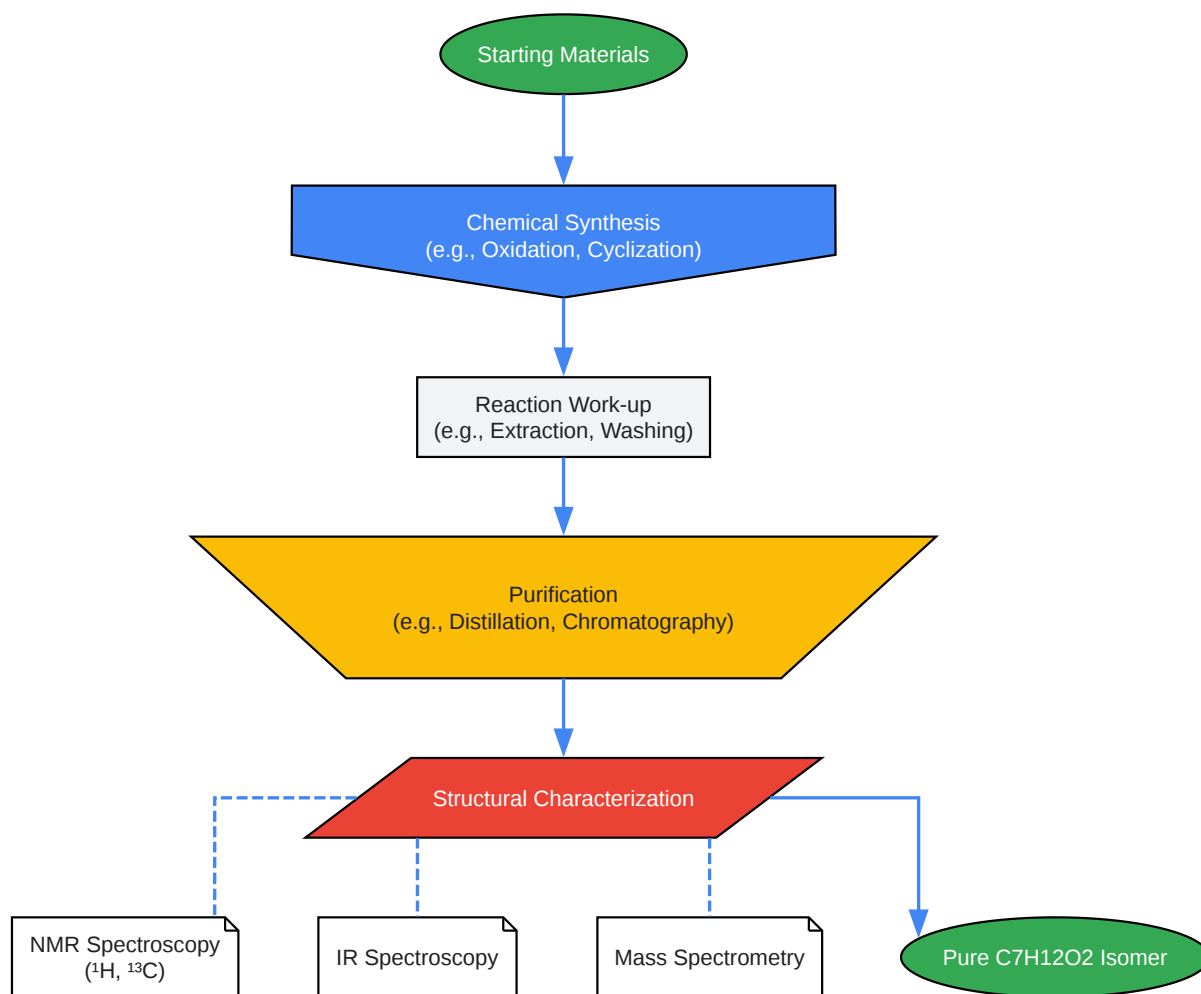 Starting Materials
Chemical Synthesis
(e.g., Oxidation, Cyclization)
Reaction Work-up
(e.g., Extraction, Washing)
Purification
(e.g., Distillation, Chromatography)
Structural Characterization
NMR Spectroscopy
(¹H, ¹³C)
IR Spectroscopy
Mass Spectrometry
Pure C7H12O2 Isomer